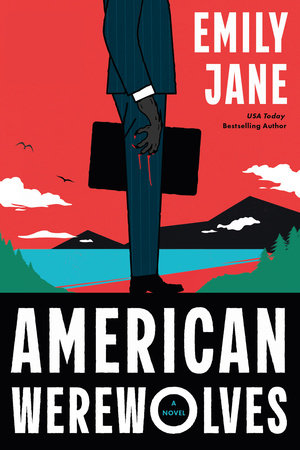 EMILY
JANE
USA Today
Bestselling Author
AMERICAN
WEREWOLVES
A
NOVEL